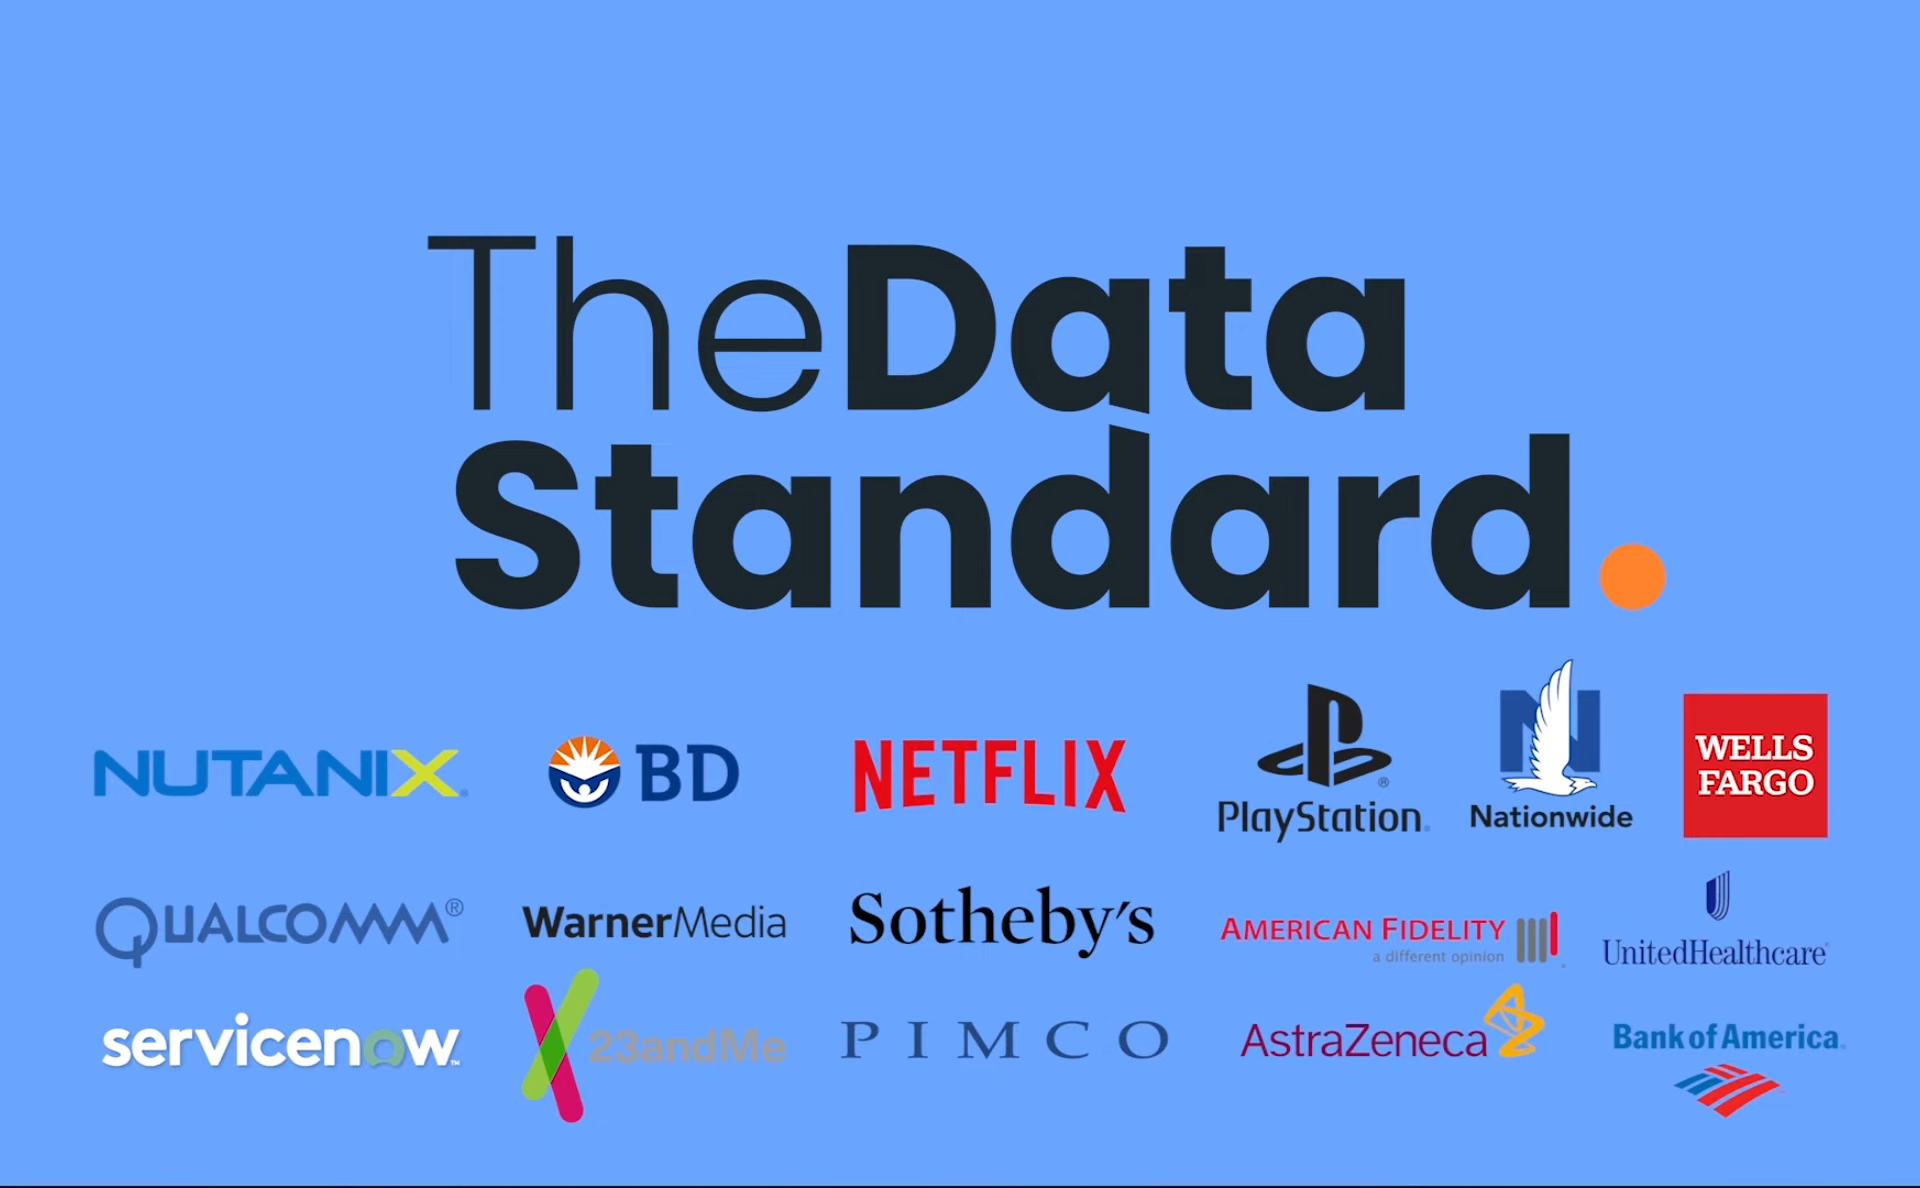 TheData
Standard.
NUTANIX
BD
NETFLIX
PlayStation®
Nationwide
WELLS
FARGO
QUALCOMM®
WarnerMedia
Sotheby's
AMERICAN FIDELITY
a different opinion
UnitedHealthcare®
servicenow™
23andMe
PIMCO
AstraZeneca
Bank of America